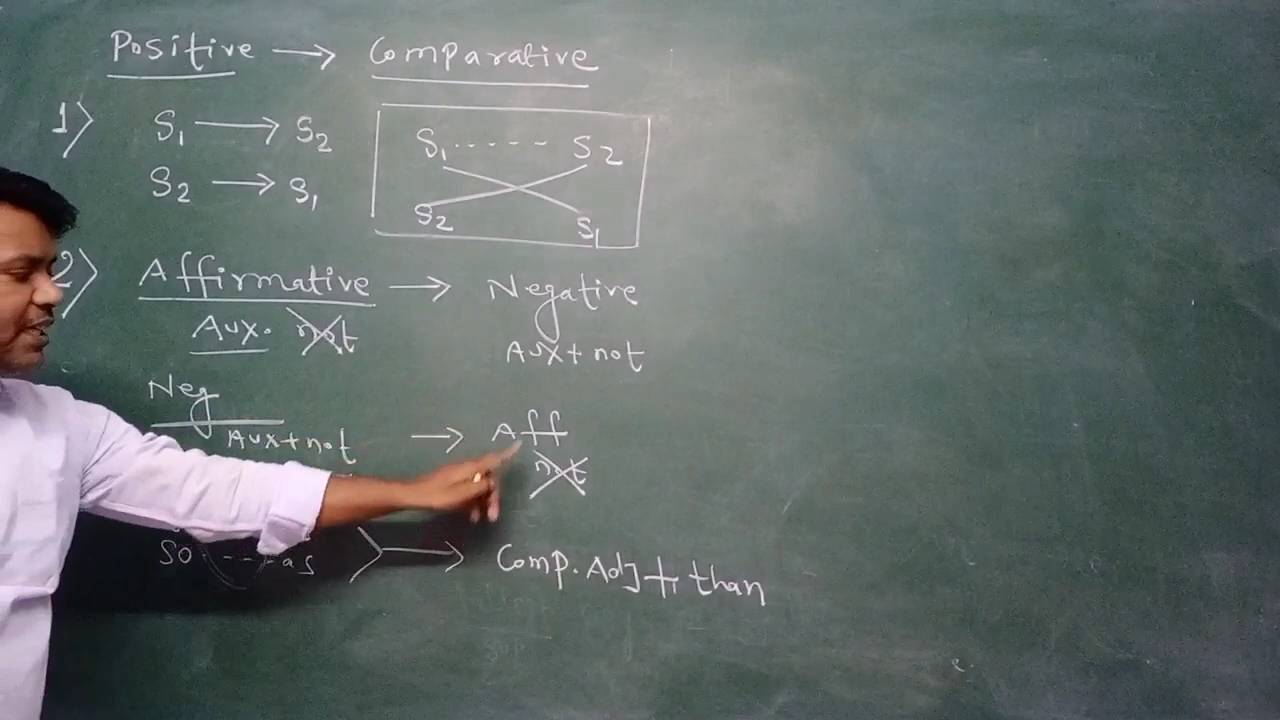 Positive → Comparative
1) S1 → S2
S2 → S1
S1 ----- S2
S2 S1
2) Affirmative → Negative
Aux. not
Aux + not
Neg
Aux + not → Aff
not
so ---- as → Comp. Adj + than